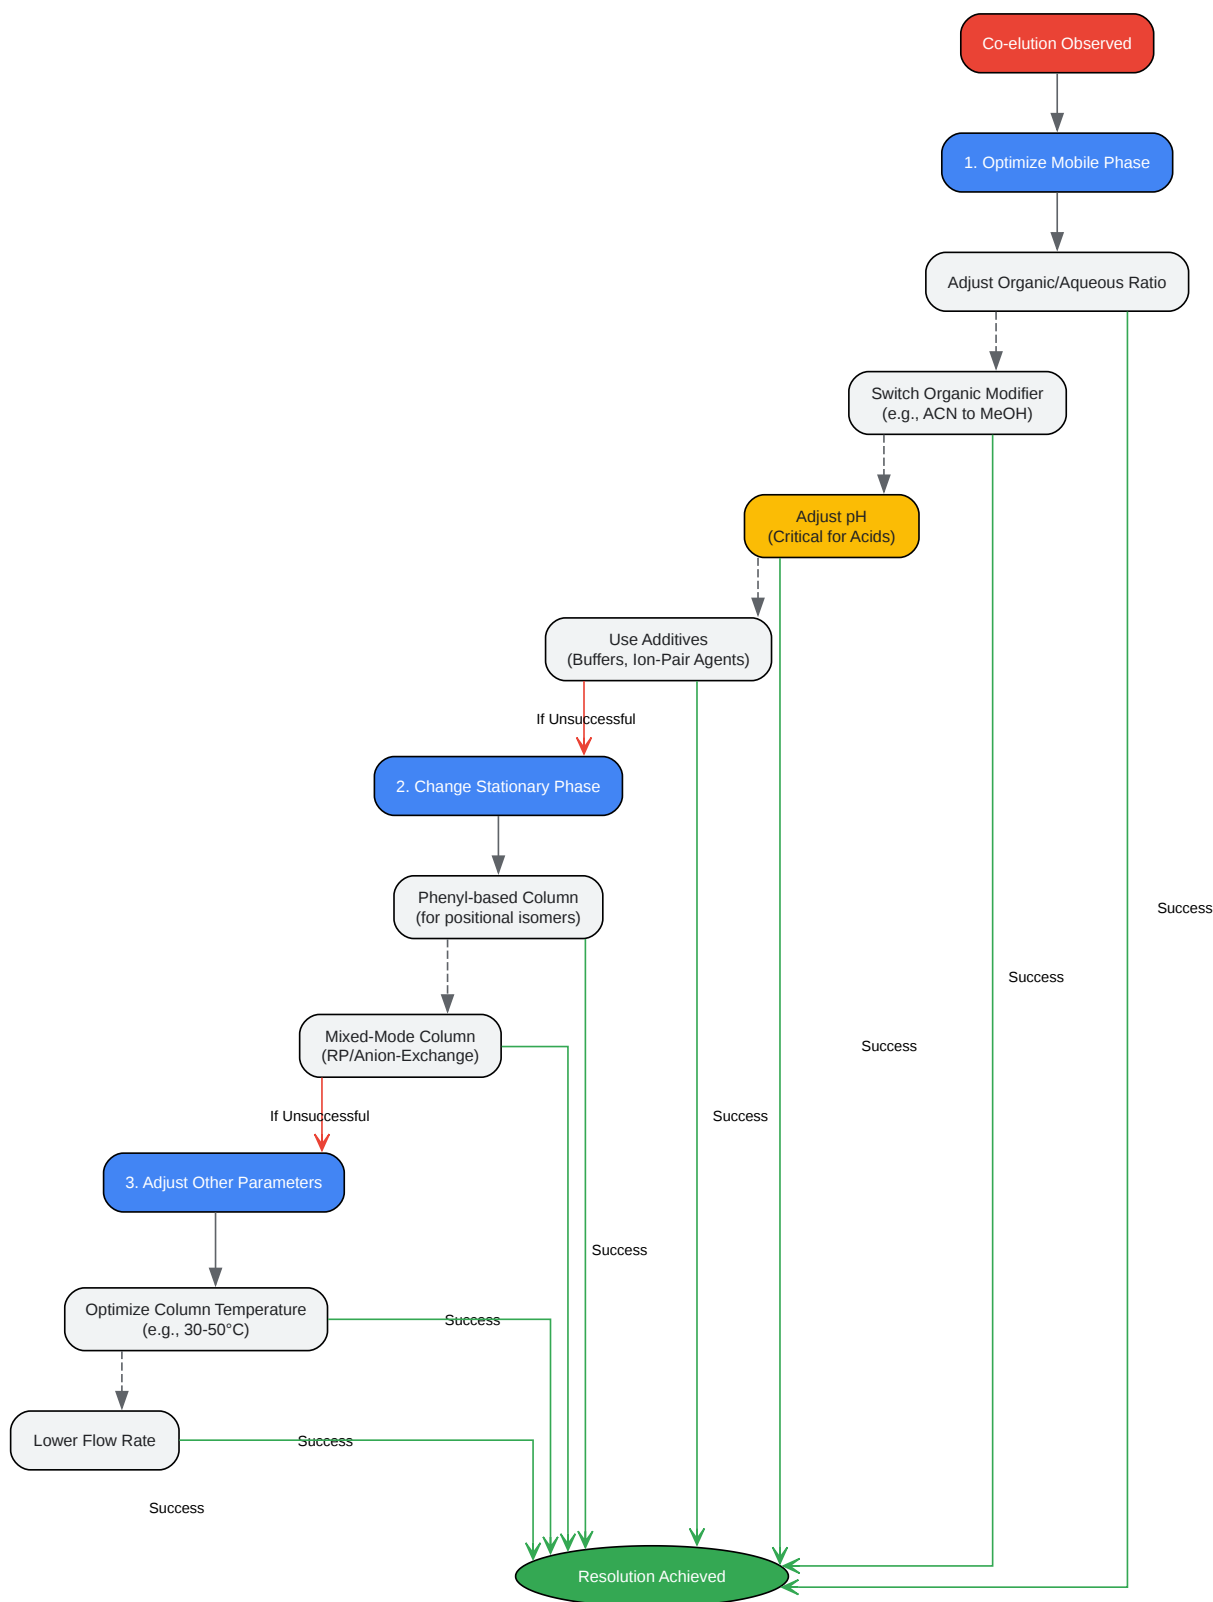 Co-elution Observed
1. Optimize Mobile Phase
Adjust Organic/Aqueous Ratio
Switch Organic Modifier
(e.g., ACN to MeOH)
Adjust pH
(Critical for Acids)
Use Additives
(Buffers, Ion-Pair Agents)
If Unsuccessful
2. Change Stationary Phase
Phenyl-based Column
(for positional isomers)
Success
Success
Mixed-Mode Column
(RP/Anion-Exchange)
Success
If Unsuccessful
Success
3. Adjust Other Parameters
Success
Optimize Column Temperature
(e.g., 30-50°C)
Success
Lower Flow Rate
Success
Success
Resolution Achieved